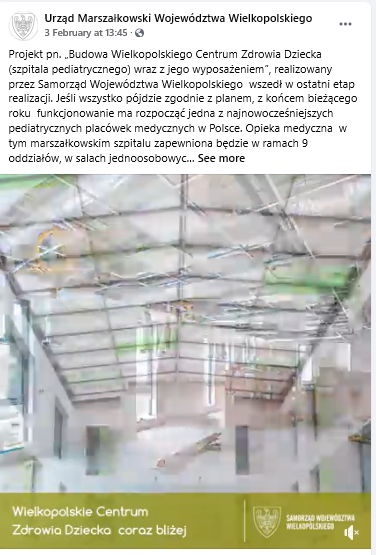 Urząd Marszałkowski Województwa Wielkopolskiego
3 February at 13:45 ·
Projekt pn. „Budowa Wielkopolskiego Centrum Zdrowia Dziecka
(szpitala pediatrycznego) wraz z jego wyposażeniem”, realizowany
przez Samorząd Województwa Wielkopolskiego wszedł w ostatni etap
realizacji. Jeśli wszystko pójdzie zgodnie z planem, z końcem bieżącego
roku funkcjonowanie ma rozpocząć jedna z najnowocześniejszych
pediatrycznych placówek medycznych w Polsce. Opieka medyczna w
tym marszałkowskim szpitalu zapewniona będzie w ramach 9
oddziałów, w salach jednoosobowyc... See more
Wielkopolskie Centrum
Zdrowia Dziecka coraz bliżej
SAMORZĄD WOJEWÓDZTWA
WIELKOPOLSKIEGO